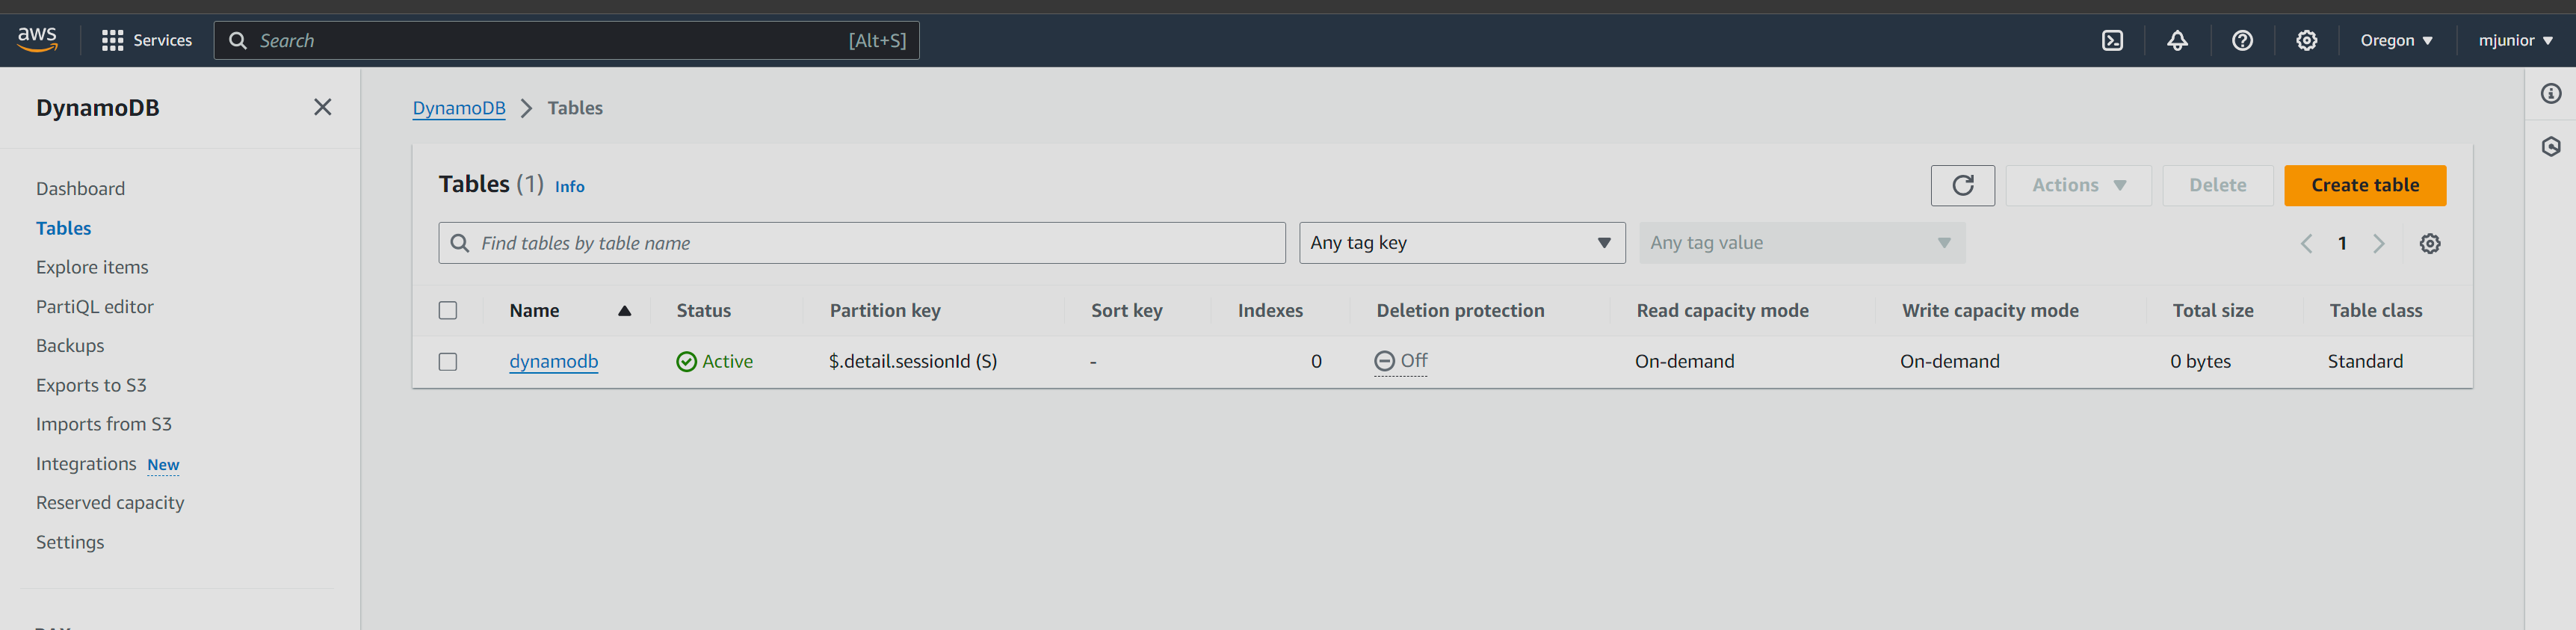 aws
Services
Search [Alt+S]
Oregon ▼
mjunior ▼
DynamoDB
Dashboard
Tables
Explore items
PartiQL editor
Backups
Exports to S3
Imports from S3
Integrations New
Reserved capacity
Settings
DynamoDB > Tables
Tables (1) Info
Actions ▼
Delete
Create table
Find tables by table name
Any tag key ▼
Any tag value ▼
< 1 >
Name ▲ Status Partition key Sort key Indexes Deletion protection Read capacity mode Write capacity mode Total size Table class
dynamodb Active $.detail.sessionId (S) - 0 Off On-demand On-demand 0 bytes Standard